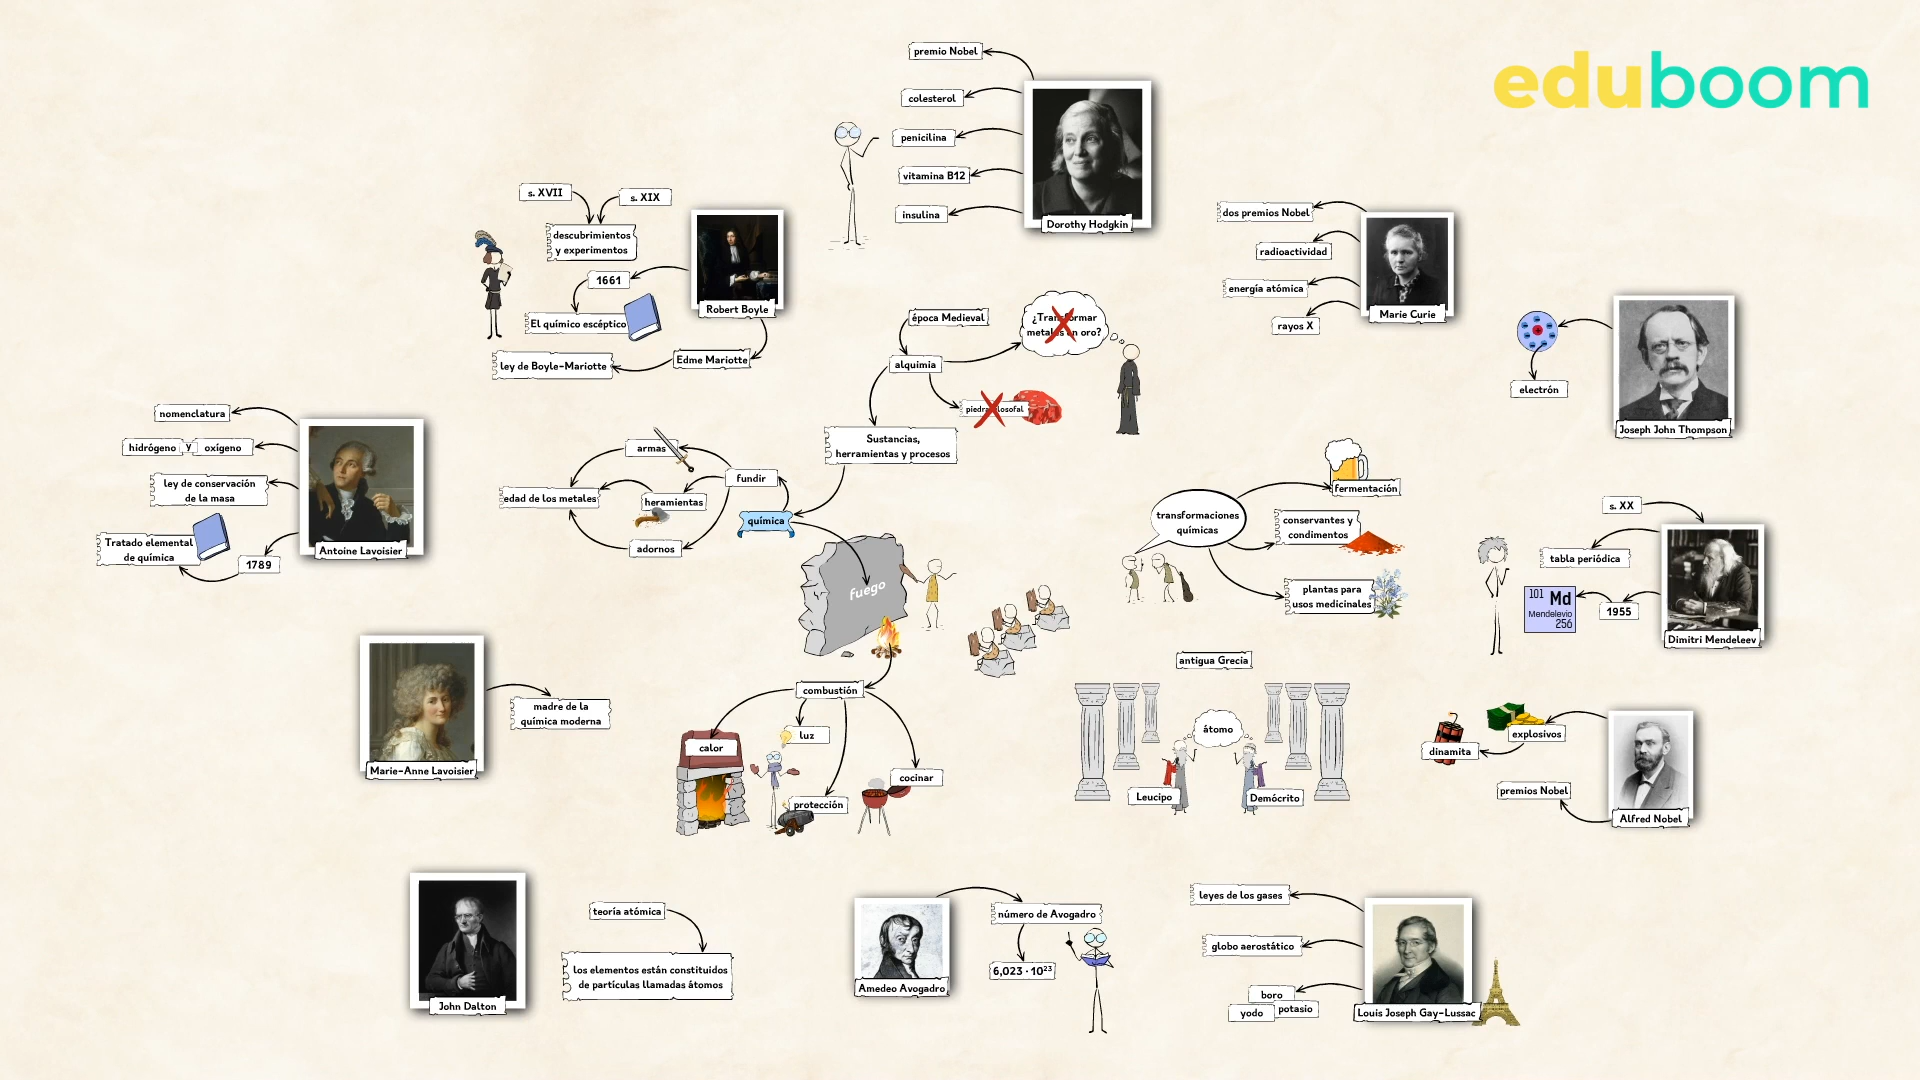 eduboom
premio Nobel
colesterol
penicilina
vitamina B12
insulina
Dorothy Hodgkin
s. XVII
s. XIX
descubrimientos
y experimentos
1661
El químico escéptico
Robert Boyle
Edme Mariotte
ley de Boyle-Mariotte
dos premios Nobel
radioactividad
energía atómica
rayos X
Marie Curie
época Medieval
¿Transformar
metales en oro?
alquimia
piedra filosofal
Sustancias,
herramientas y procesos
electrón
Joseph John Thompson
nomenclatura
hidrógeno y oxígeno
ley de conservación
de la masa
Tratado elemental
de química
1789
Antoine Lavoisier
armas
fundir
edad de los metales
heramientas
adornos
química
fuego
transformaciones
químicas
fermentación
conservantes y
condimentos
plantas para
usos medicinales
s. XX
tabla periódica
101 Md
Mendelevio
256
1955
Dimitri Mendeleev
madre de la
química moderna
Marie-Anne Lavoisier
combustión
calor
luz
protección
cocinar
antigua Grecia
átomo
Leucipo
Demócrito
explosivos
dinamita
premios Nobel
Alfred Nobel
teoría atómica
los elementos están constituidos
de partículas llamadas átomos
John Dalton
número de Avogadro
6,023 · 10²³
Amedeo Avogadro
leyes de los gases
globo aerostático
boro
yodo
potasio
Louis Joseph Gay-Lussac